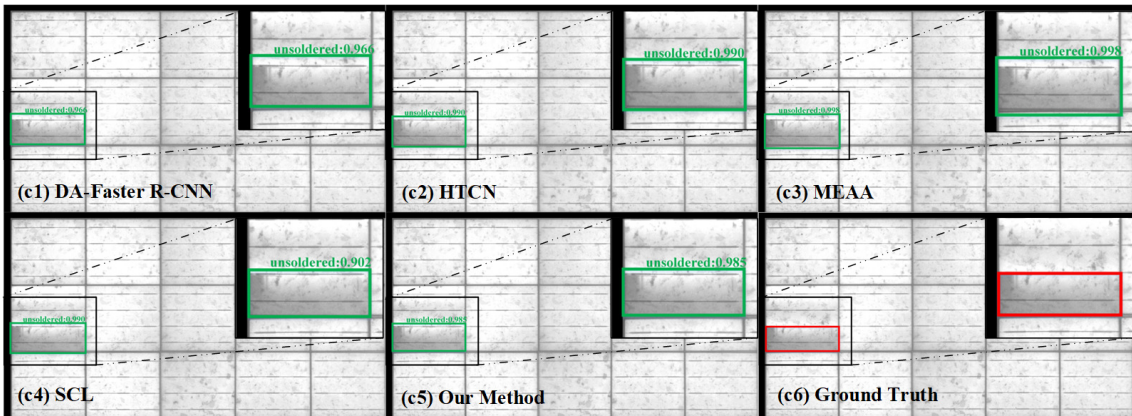 unsoldered:0.966
unsoldered:0.966
(c1) DA-Faster R-CNN
unsoldered:0.990
unsoldered:0.990
(c2) HTCN
unsoldered:0.998
unsoldered:0.998
(c3) MEAA
unsoldered:0.902
unsoldered:0.990
(c4) SCL
unsoldered:0.985
unsoldered:0.985
(c5) Our Method
(c6) Ground Truth